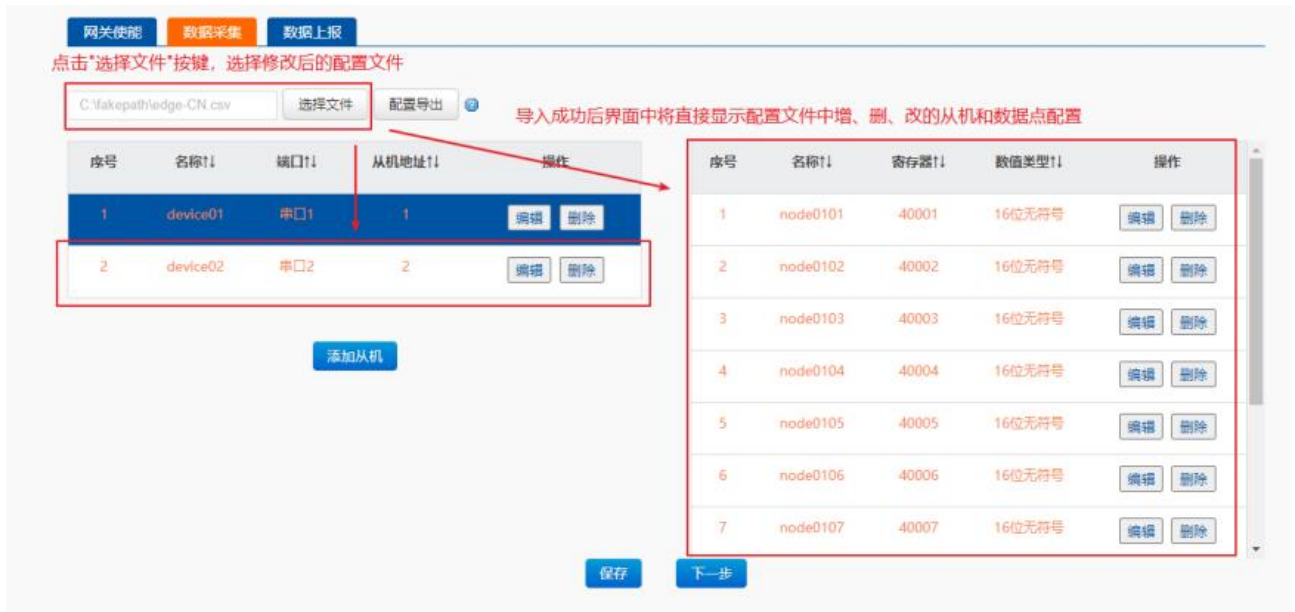 网关使能 数据采集 数据上报
点击"选择文件"按键，选择修改后的配置文件
C:\fakepath\edge-CN.csv 选择文件 配置导出
导入成功后界面中将直接显示配置文件中增、删、改的从机和数据点配置
序号 名称↑↓ 端口↑↓ 从机地址↑↓ 操作
1 device01 串口1 1 编辑 删除
2 device02 串口2 2 编辑 删除
添加从机
序号 名称↑↓ 寄存器↑↓ 数值类型↑↓ 操作
1 node0101 40001 16位无符号 编辑 删除
2 node0102 40002 16位无符号 编辑 删除
3 node0103 40003 16位无符号 编辑 删除
4 node0104 40004 16位无符号 编辑 删除
5 node0105 40005 16位无符号 编辑 删除
6 node0106 40006 16位无符号 编辑 删除
7 node0107 40007 16位无符号 编辑 删除
保存 下一步